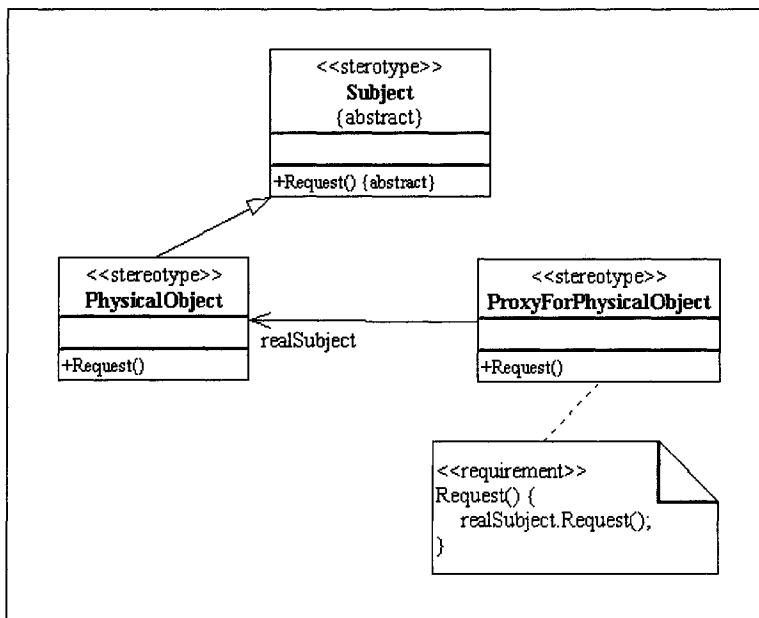 <<sterotype>>
Subject
{abstract}
+Request() {abstract}
<<stereotype>>
PhysicalObject
+Request()
realSubject
<<stereotype>>
ProxyForPhysicalObject
+Request()
<<requirement>>
Request() {
realSubject.Request();
}